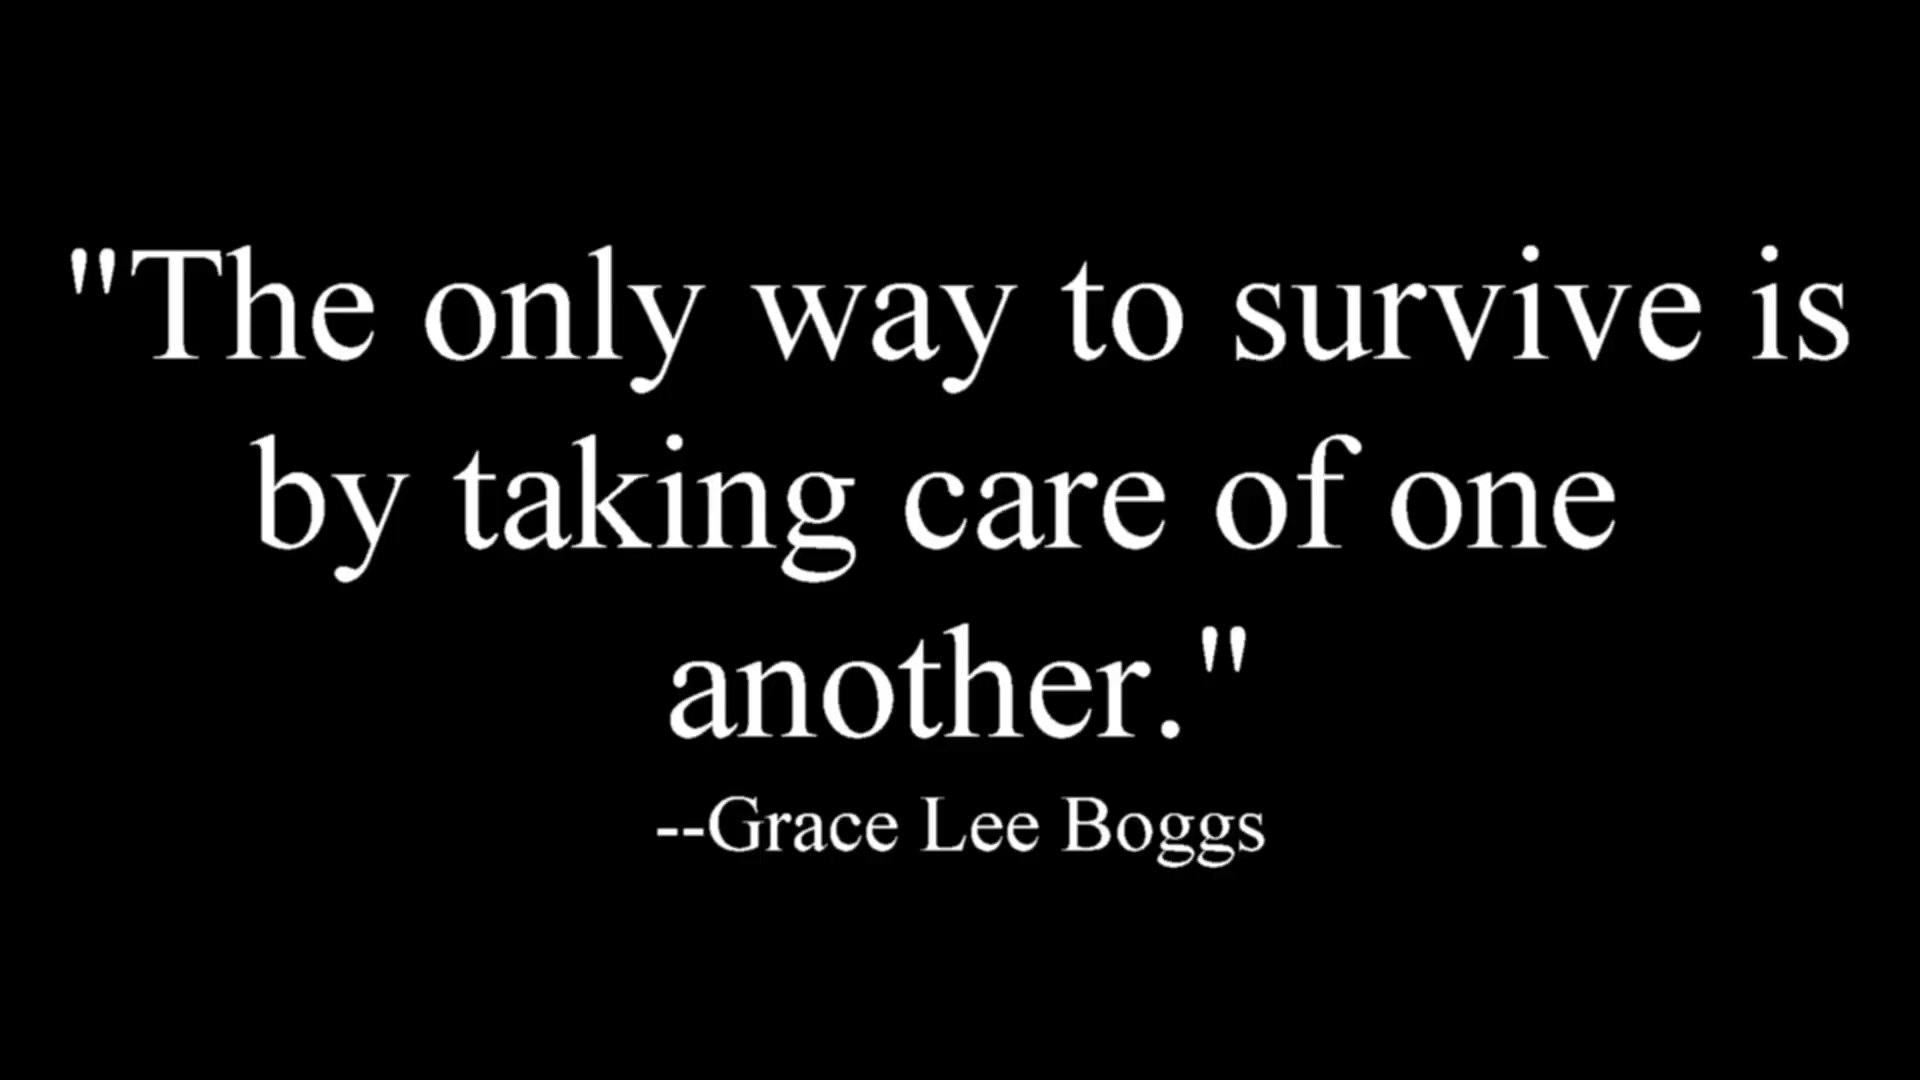 "The only way to survive is
by taking care of one
another."
--Grace Lee Boggs